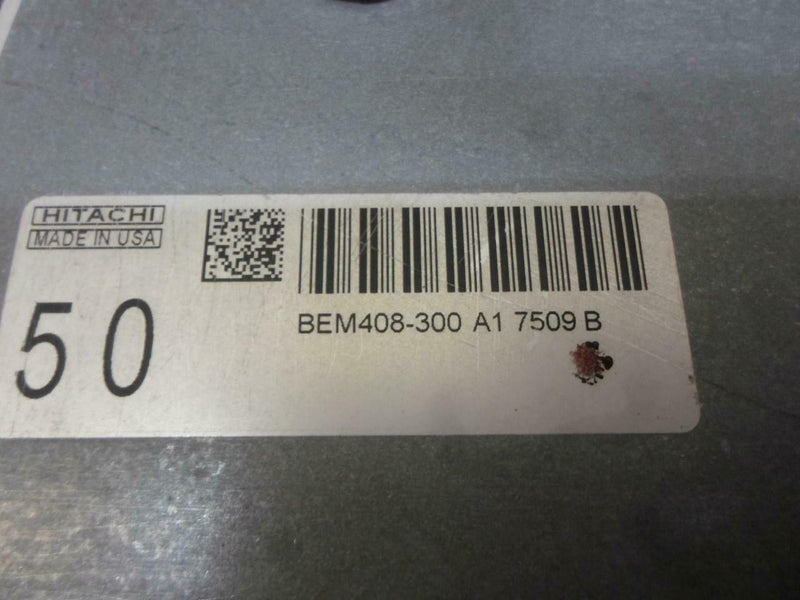 HITACHI
MADE IN USA
50
BEM408-300 A1 7509 B